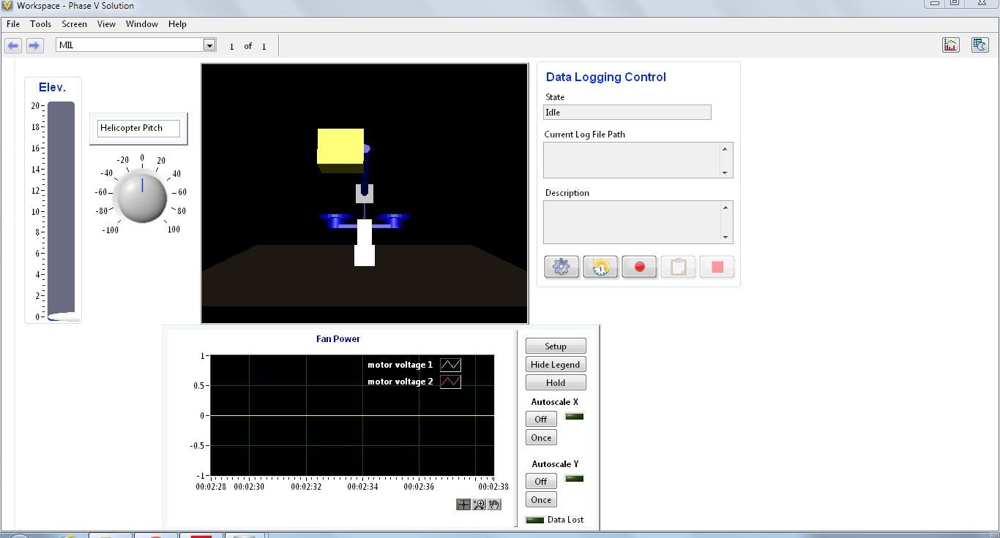 Workspace - Phase V Solution
File Tools Screen View Window Help
MIL 1 of 1
Elev.
20
18
16
14
12
10
8
6
4
2
0
Helicopter Pitch
-100
-80
-60
-40
-20
0
20
40
60
80
100
Data Logging Control
State
Idle
Current Log File Path
Description
Fan Power
motor voltage 1
motor voltage 2
1
0.5
0
-0.5
-1
00:02:28 00:02:30 00:02:32 00:02:34 00:02:36 00:02:38
Setup
Hide Legend
Hold
Autoscale X
Off
Once
Autoscale Y
Off
Once
Data Lost